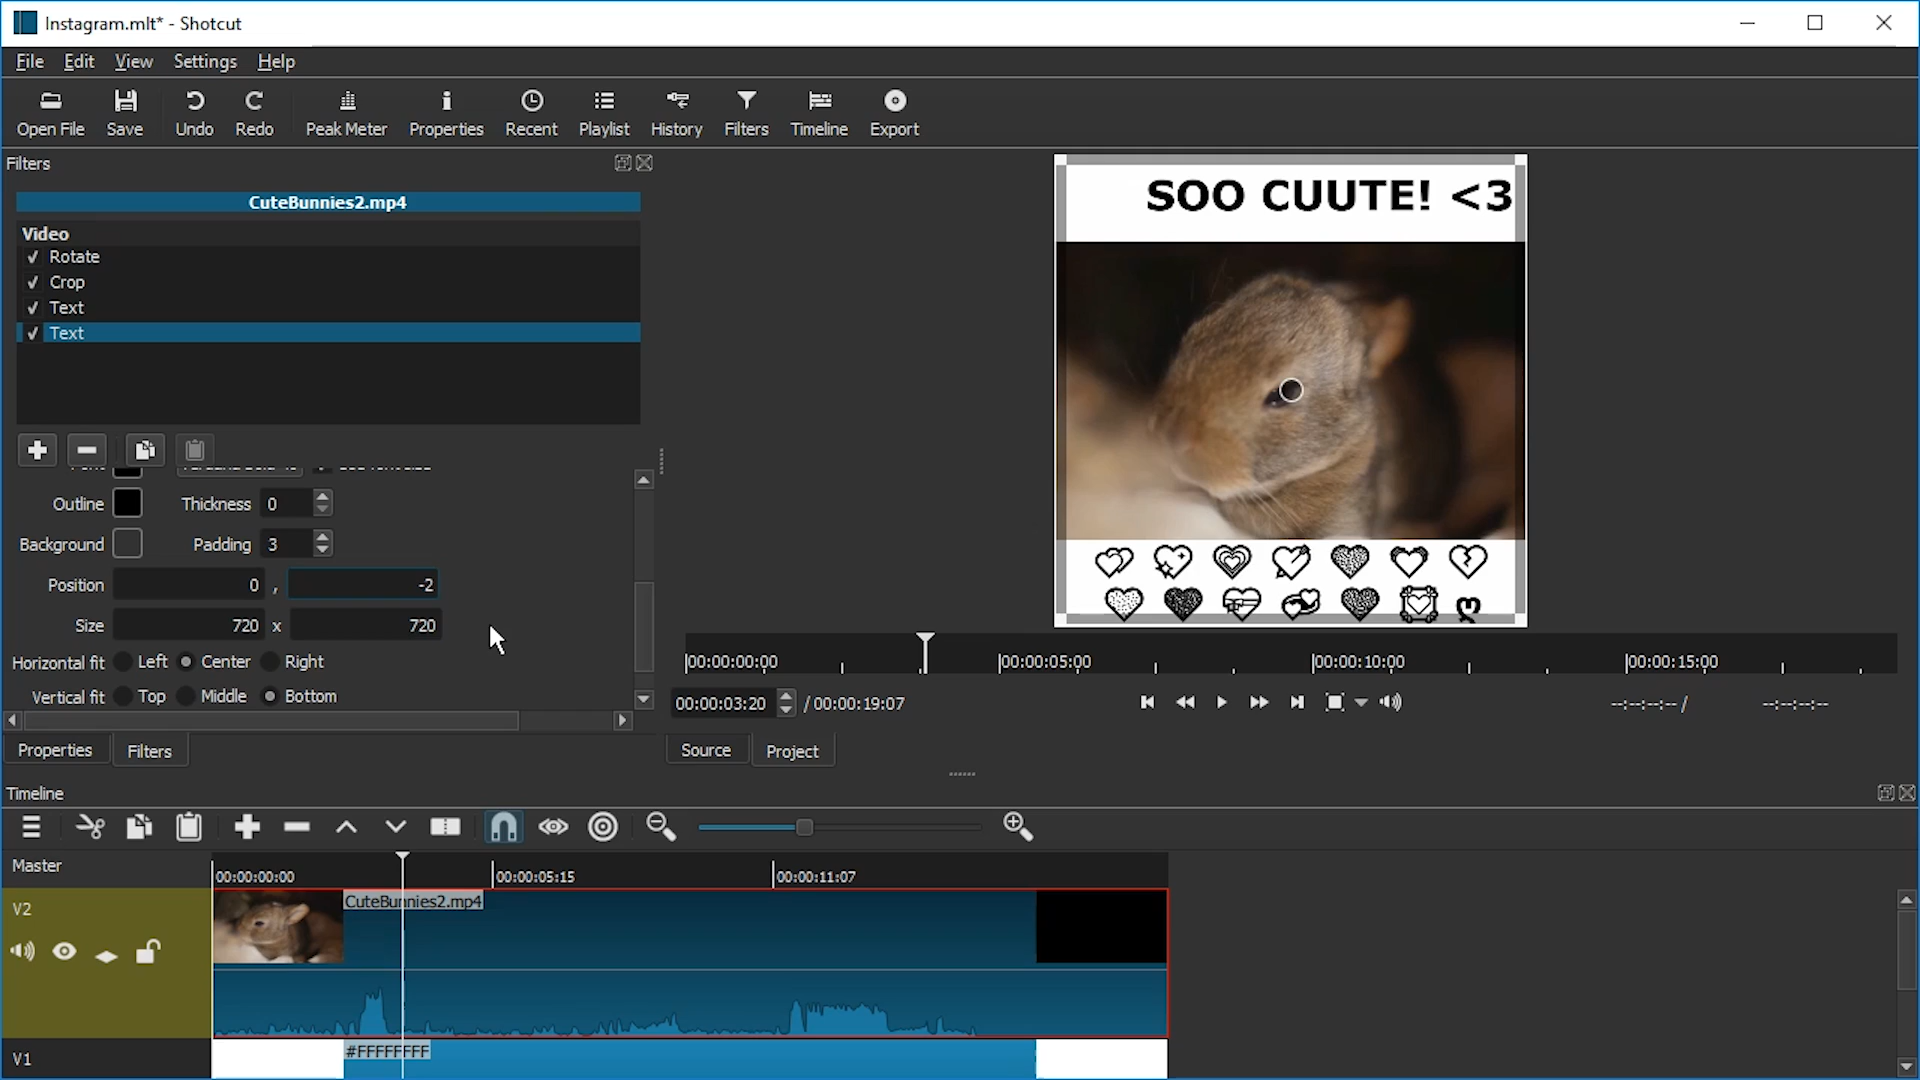 Instagram.mlt* - Shotcut
File Edit View Settings Help
Open File Save Undo Redo Peak Meter Properties Recent Playlist History Filters Timeline Export
Filters
CuteBunnies2.mp4
Video
Rotate
Crop
Text
Text
Outline Thickness 0
Background Padding 3
Position 0 , -2
Size 720 x 720
Horizontal fit Left Center Right
Vertical fit Top Middle Bottom
Properties Filters
SOO CUUTE! <3
00:00:00:00 00:00:05:00 00:00:10:00 00:00:15:00
00:00:03:20 / 00:00:19:07 --:--:--:-- / --:--:--:--
Source Project
Timeline
Master
00:00:00:00 00:00:05:15 00:00:11:07
V2
CuteBunnies2.mp4
V1
#FFFFFFFF